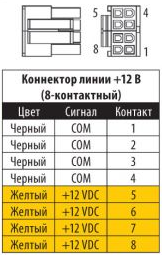 5 4
8 1
Коннектор линии +12 В
(8-контактный)
Цвет Сигнал Контакт
Черный COM 1
Черный COM 2
Черный COM 3
Черный COM 4
Желтый +12 VDC 5
Желтый +12 VDC 6
Желтый +12 VDC 7
Желтый +12 VDC 8